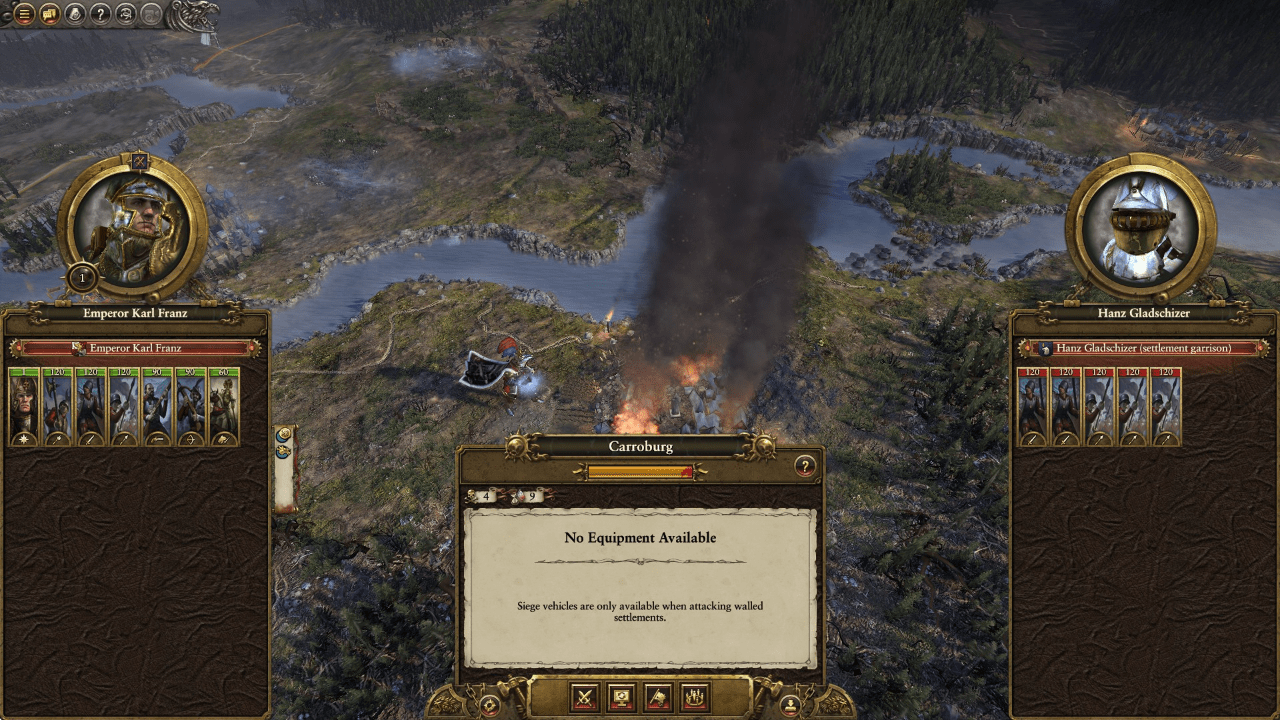 1
Emperor Karl Franz
Emperor Karl Franz
120 120 120 90 90 60
Hanz Gladschizer
Hanz Gladschizer (settlement garrison)
120 120 120 120 120
Carroburg
?
4 9
No Equipment Available
Siege vehicles are only available when attacking walled
settlements.
?